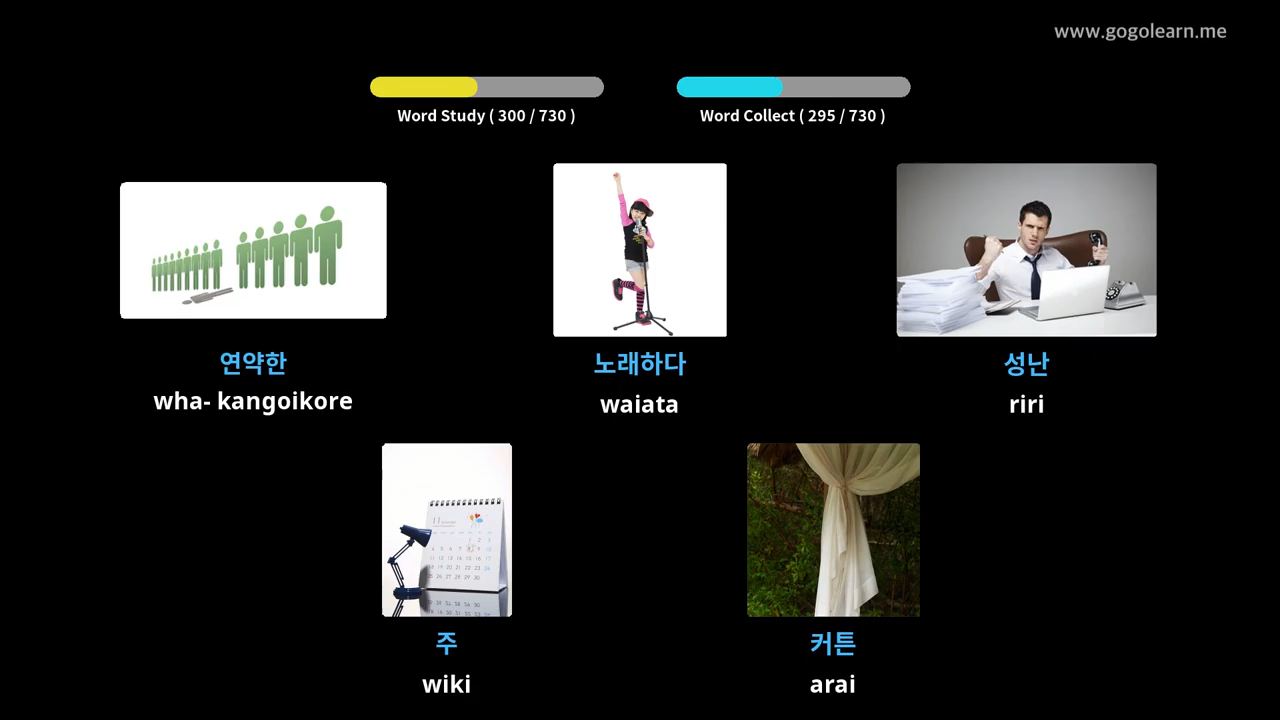 www.gogolearn.me
Word Study ( 300 / 730 )
Word Collect ( 295 / 730 )
연약한
wha- kangoikore
노래하다
waiata
성난
riri
주
wiki
커튼
arai